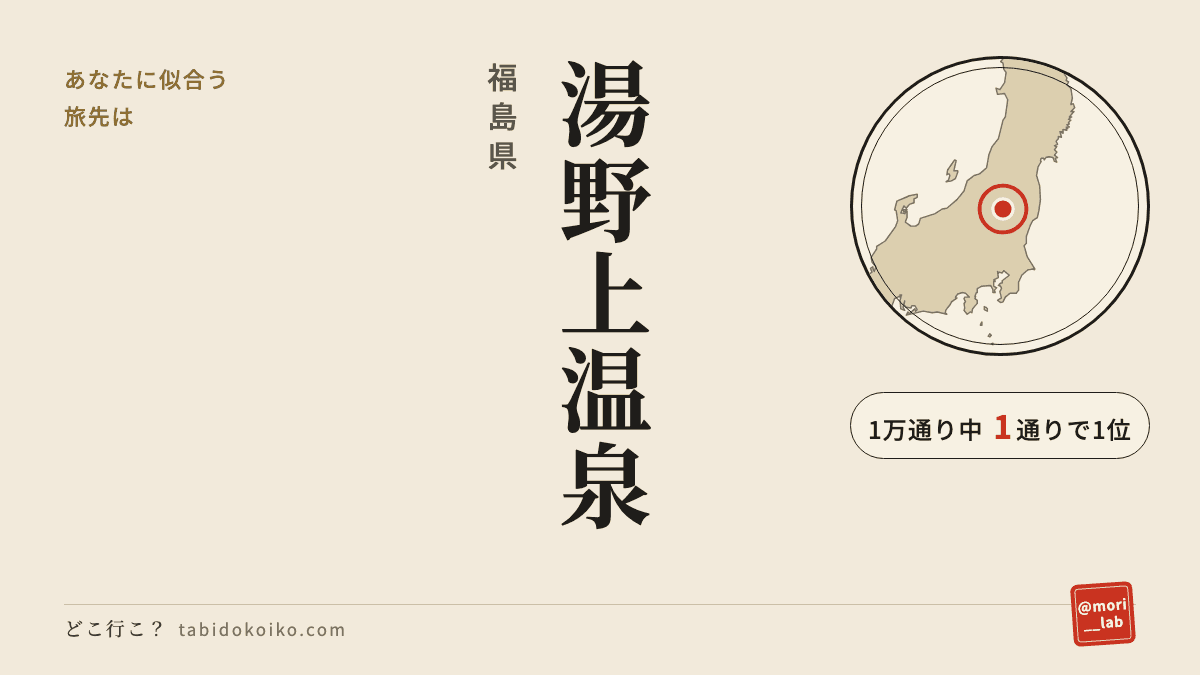 あなたに似合う
旅先は
湯野上温泉
福島県
1万通り中 1通りで1位
どこ行こ？ tabidokoiko.com
@mori
__lab